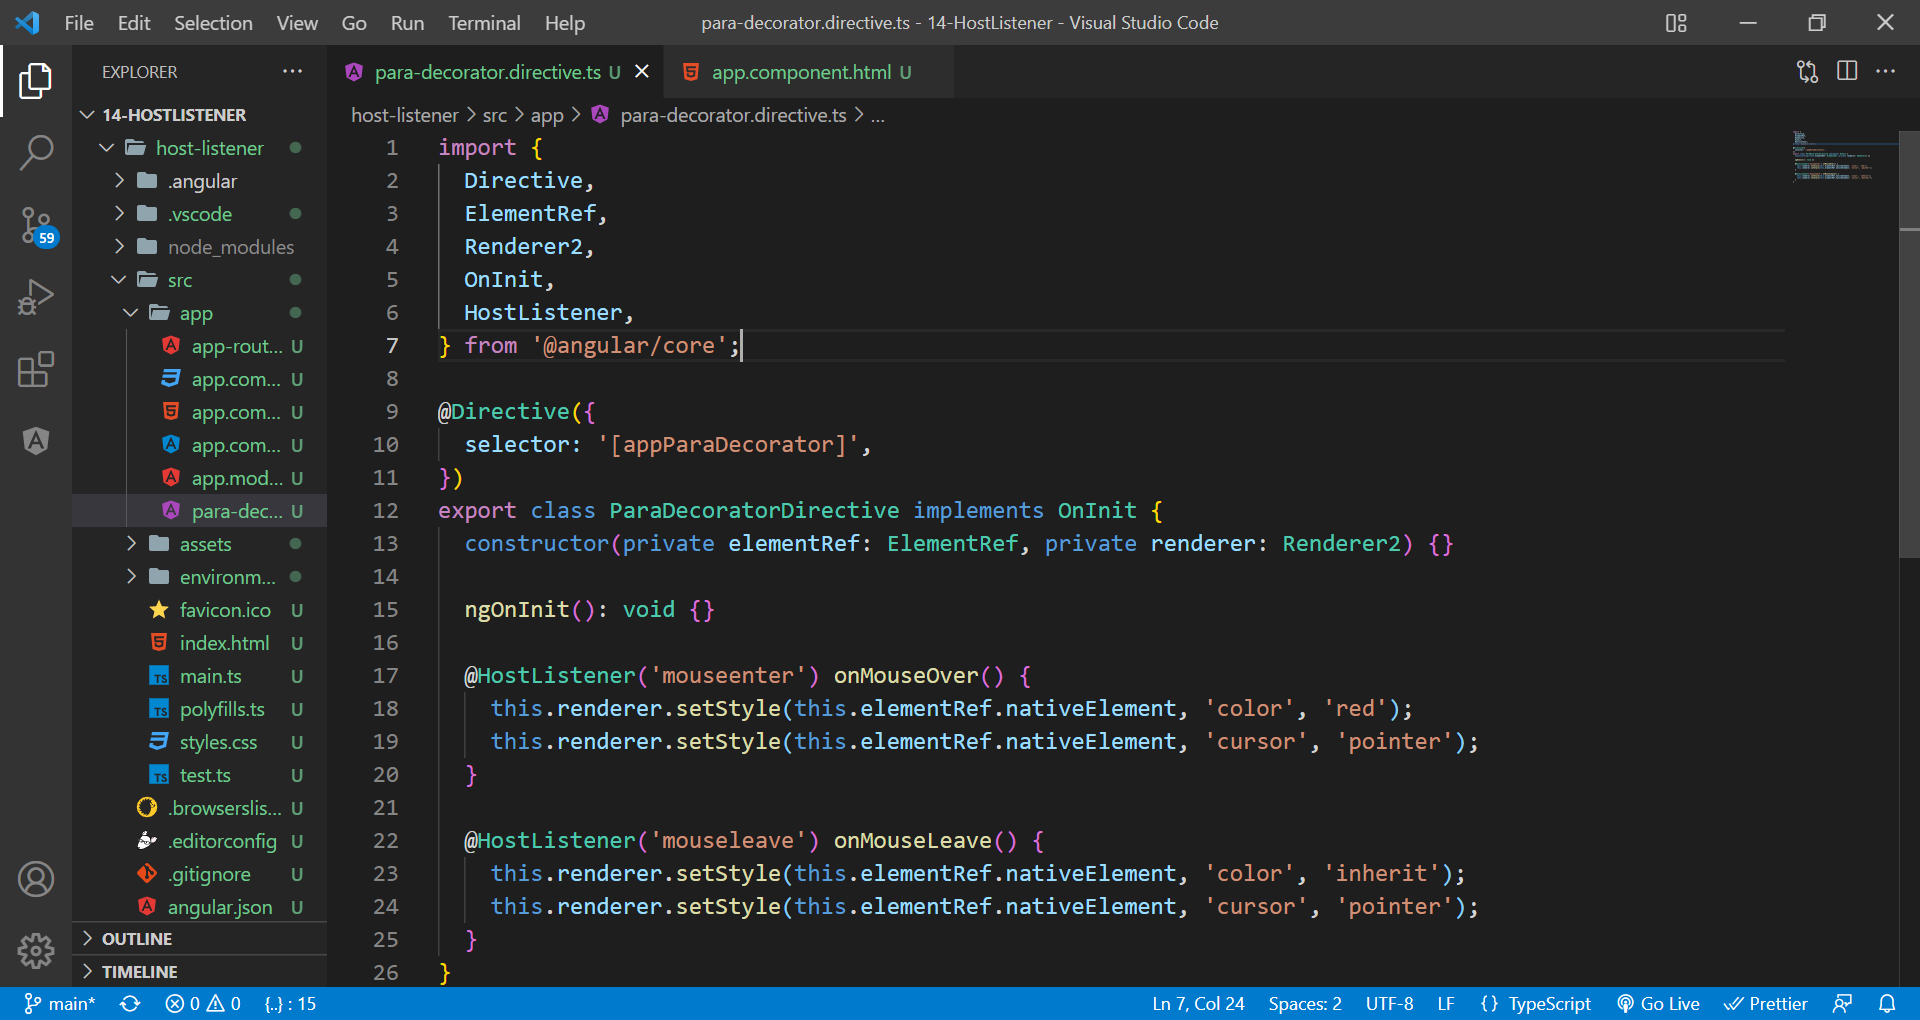 File Edit Selection View Go Run Terminal Help
para-decorator.directive.ts - 14-HostListener - Visual Studio Code
EXPLORER
14-HOSTLISTENER
host-listener
.angular
.vscode
node_modules
src
app
app-rout... U
app.com... U
app.com... U
app.com... U
app.mod... U
para-dec... U
assets
environm...
favicon.ico U
index.html U
main.ts U
polyfills.ts U
styles.css U
test.ts U
.browserslis... U
.editorconfig U
.gitignore U
angular.json U
OUTLINE
TIMELINE
59
para-decorator.directive.ts U
app.component.html U
host-listener > src > app > para-decorator.directive.ts > ...
1 import {
2   Directive,
3   ElementRef,
4   Renderer2,
5   OnInit,
6   HostListener,
7 } from '@angular/core';
8
9 @Directive({
10   selector: '[appParaDecorator]',
11 })
12 export class ParaDecoratorDirective implements OnInit {
13   constructor(private elementRef: ElementRef, private renderer: Renderer2) {}
14
15   ngOnInit(): void {}
16
17   @HostListener('mouseenter') onMouseOver() {
18     this.renderer.setStyle(this.elementRef.nativeElement, 'color', 'red');
19     this.renderer.setStyle(this.elementRef.nativeElement, 'cursor', 'pointer');
20   }
21
22   @HostListener('mouseleave') onMouseLeave() {
23     this.renderer.setStyle(this.elementRef.nativeElement, 'color', 'inherit');
24     this.renderer.setStyle(this.elementRef.nativeElement, 'cursor', 'pointer');
25   }
26 }
main* 0 0 {..} : 15 Ln 7, Col 24 Spaces: 2 UTF-8 LF {} TypeScript Go Live Prettier